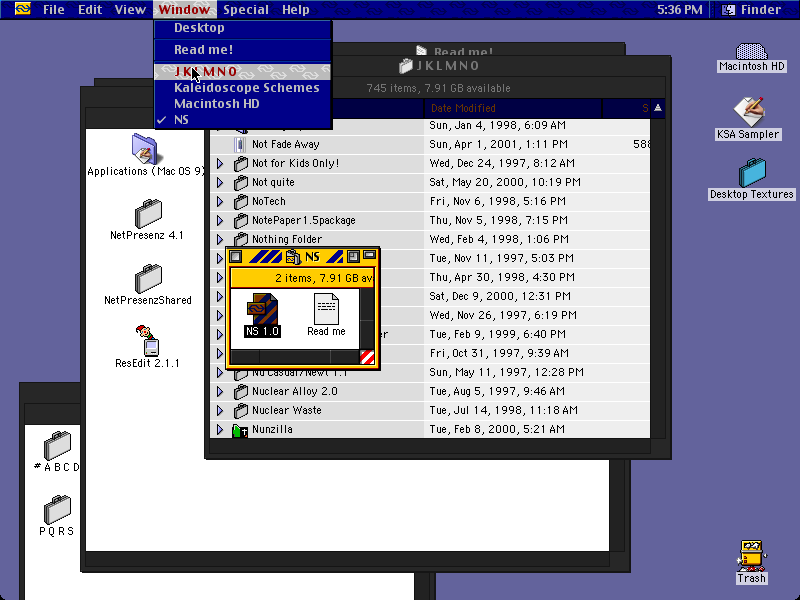 File Edit View Window Special Help 5:36 PM Finder
Desktop
Read me!
J K L M N O
Kaleidoscope Schemes
Macintosh HD
✓ NS
Read me!
J K L M N O
745 items, 7.91 GB available
Date Modified S
Sun, Jan 4, 1998, 6:09 AM
Not Fade Away Sun, Apr 1, 2001, 1:11 PM 588
Not for Kids Only! Wed, Dec 24, 1997, 8:12 AM
Not quite Sat, May 20, 2000, 10:19 PM
NoTech Fri, Nov 6, 1998, 5:16 PM
NotePaper 1.5package Thu, Nov 5, 1998, 7:15 PM
Nothing Folder Wed, Feb 4, 1998, 1:06 PM
Tue, Nov 11, 1997, 5:03 PM
Thu, Apr 30, 1998, 4:30 PM
Sat, Dec 9, 2000, 12:31 PM
Wed, Nov 26, 1997, 6:19 PM
er Tue, Feb 9, 1999, 6:40 PM
Fri, Oct 31, 1997, 9:39 AM
Nu Casual/Newt 1.1 Sun, May 11, 1997, 12:28 PM
Nuclear Alloy 2.0 Tue, Aug 5, 1997, 9:46 AM
Nuclear Waste Tue, Jul 14, 1998, 11:18 AM
Nunzilla Tue, Feb 8, 2000, 5:21 AM
NS
2 items, 7.91 GB av
NS 1.0
Read me
Applications (Mac OS 9)
NetPresenz 4.1
NetPresenzShared
ResEdit 2.1.1
# A B C D
P Q R S
Macintosh HD
KSA Sampler
Desktop Textures
Trash